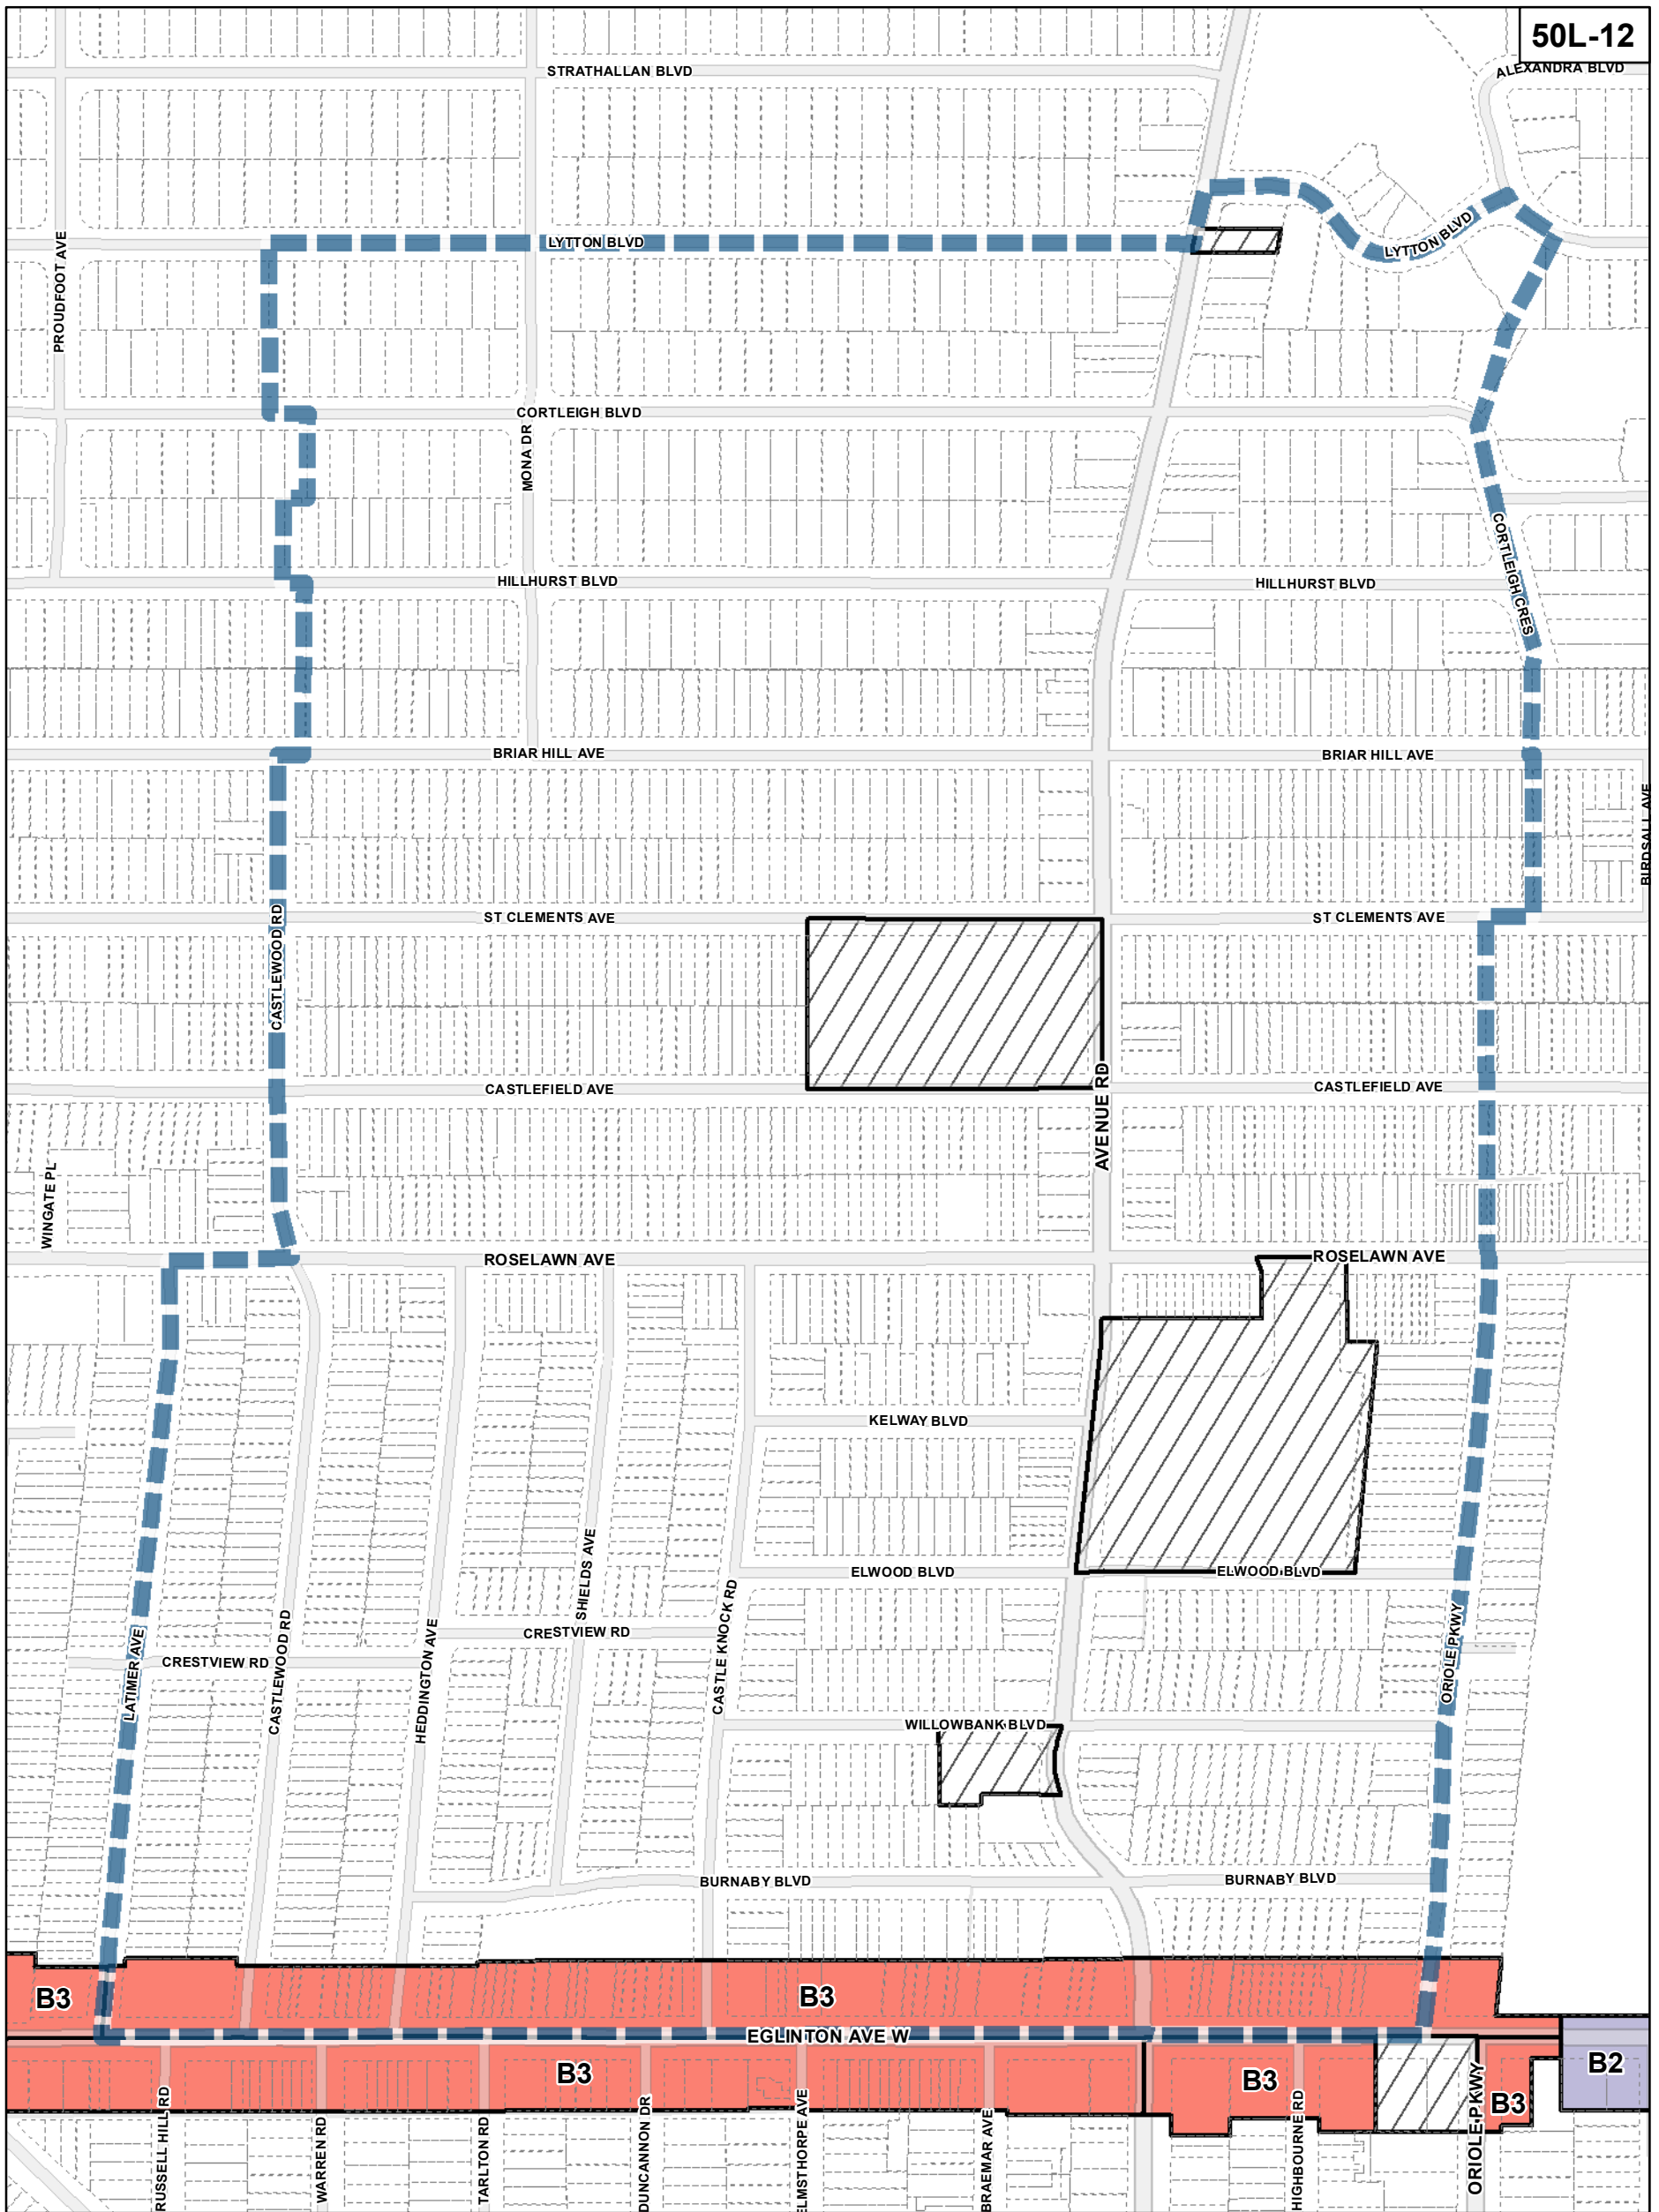 50L-12
STRATHALLAN BLVD
ALEXANDRA BLVD
PROUDFOOT AVE
LYTTON BLVD
LYTTON BLVD
CORTLEIGH BLVD
MONA DR
CORTLEIGH CRES
HILLHURST BLVD
HILLHURST BLVD
BRIAR HILL AVE
BRIAR HILL AVE
BIRDSALL AVE
CASTLEWOOD RD
ST CLEMENTS AVE
ST CLEMENTS AVE
CASTLEFIELD AVE
AVENUE RD
CASTLEFIELD AVE
WINGATE PL
ROSELAWN AVE
ROSELAWN AVE
KELWAY BLVD
SHIELDS AVE
ELWOOD BLVD
ELWOOD BLVD
CASTLE KNOCK RD
ORIOLE PKWY
LATIMER AVE
CRESTVIEW RD
CASTLEWOOD RD
HEDDINGTON AVE
CRESTVIEW RD
WILLOWBANK BLVD
BURNABY BLVD
BURNABY BLVD
B3
B3
EGLINTON AVE W
B3
B3
B3
B2
RUSSELL HILL RD
WARREN RD
TARLTON RD
DUNCANNON DR
ELMSTHORPE AVE
BRAEMAR AVE
HIGHBOURNE RD
ORIOLE PKWY